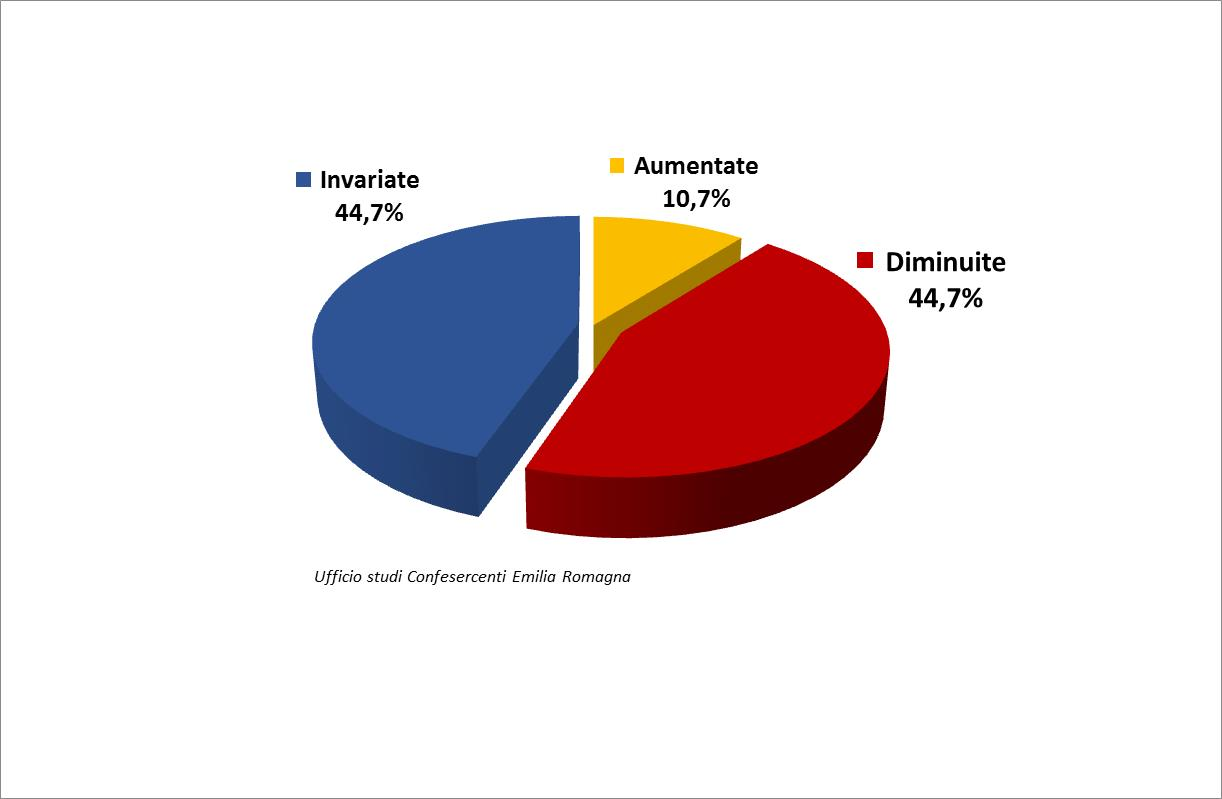 Invariate
44,7%
Aumentate
10,7%
Diminuite
44,7%
Ufficio studi Confesercenti Emilia Romagna